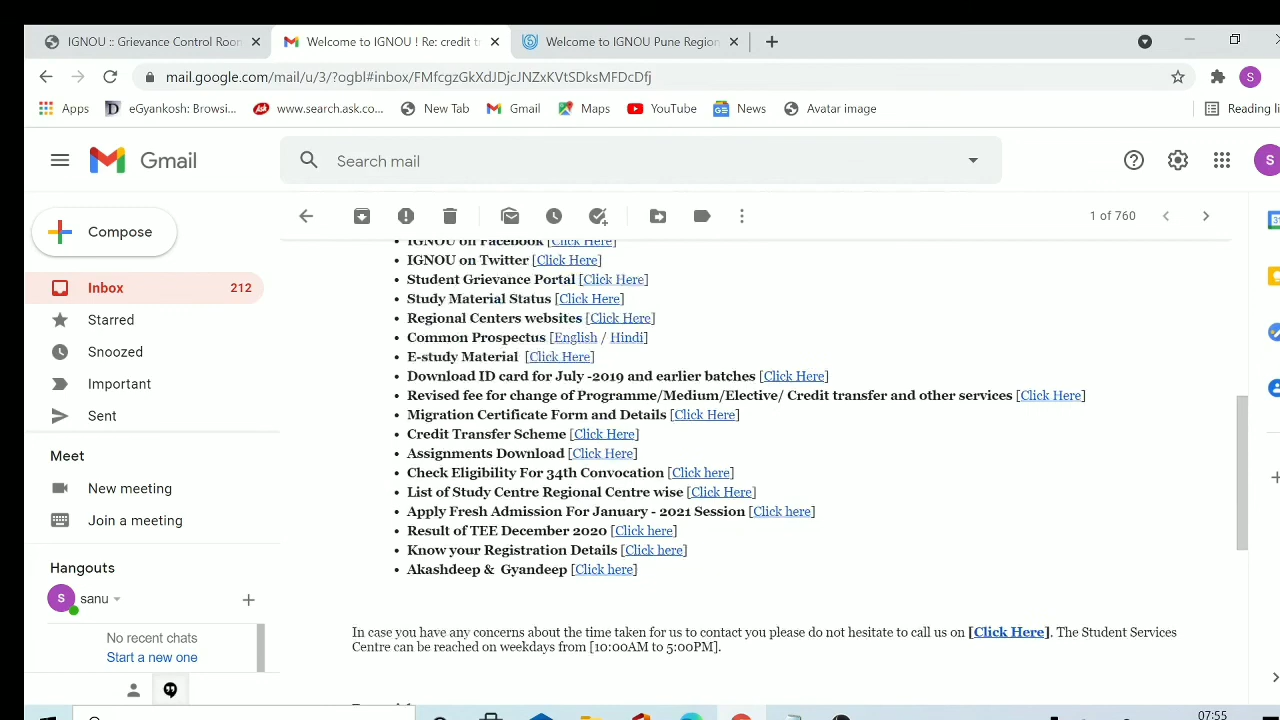 IGNOU :: Grievance Control Room
Welcome to IGNOU ! Re: credit t
Welcome to IGNOU Pune Region
mail.google.com/mail/u/3/?ogbl#inbox/FMfcgzGkXdJDjcJNZxKVtSDksMFDcDfj
S
Apps
eGyankosh: Browsi...
www.search.ask.co...
New Tab
Gmail
Maps
YouTube
News
Avatar image
Reading li
Gmail
Search mail
S
Compose
1 of 760
Inbox 212
Starred
Snoozed
Important
Sent
Meet
New meeting
Join a meeting
Hangouts
S sanu
No recent chats
Start a new one
• IGNOU on Facebook [Click Here]
• IGNOU on Twitter [Click Here]
• Student Grievance Portal [Click Here]
• Study Material Status [Click Here]
• Regional Centers websites [Click Here]
• Common Prospectus [English / Hindi]
• E-study Material [Click Here]
• Download ID card for July -2019 and earlier batches [Click Here]
• Revised fee for change of Programme/Medium/Elective/ Credit transfer and other services [Click Here]
• Migration Certificate Form and Details [Click Here]
• Credit Transfer Scheme [Click Here]
• Assignments Download [Click Here]
• Check Eligibility For 34th Convocation [Click here]
• List of Study Centre Regional Centre wise [Click Here]
• Apply Fresh Admission For January - 2021 Session [Click here]
• Result of TEE December 2020 [Click here]
• Know your Registration Details [Click here]
• Akashdeep & Gyandeep [Click here]
In case you have any concerns about the time taken for us to contact you please do not hesitate to call us on [Click Here]. The Student Services
Centre can be reached on weekdays from [10:00AM to 5:00PM].
07:55